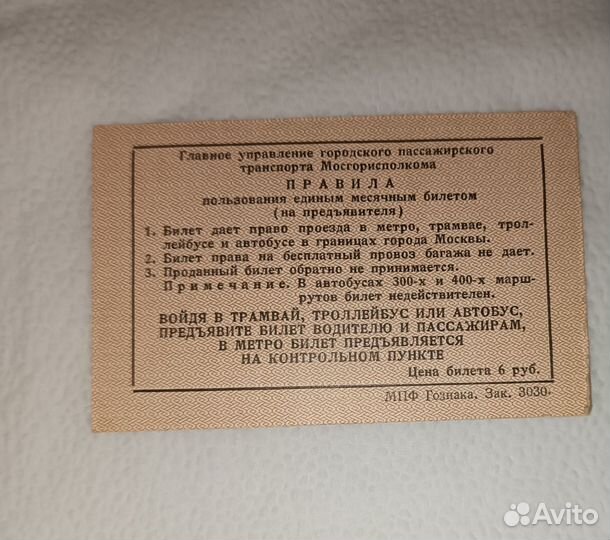 Главное управление городского пассажирского
транспорта Мосгорисполкома
ПРАВИЛА
пользования единым месячным билетом
(на предъявителя)
1. Билет дает право проезда в метро, трамвае, трол-
лейбусе и автобусе в границах города Москвы.
2. Билет права на бесплатный провоз багажа не дает.
3. Проданный билет обратно не принимается.
Примечание. В автобусах 300-х и 400-х марш-
рутов билет недействителен.
ВОЙДЯ В ТРАМВАЙ, ТРОЛЛЕЙБУС ИЛИ АВТОБУС,
ПРЕДЪЯВИТЕ БИЛЕТ ВОДИТЕЛЮ И ПАССАЖИРАМ,
В МЕТРО БИЛЕТ ПРЕДЪЯВЛЯЕТСЯ
НА КОНТРОЛЬНОМ ПУНКТЕ
Цена билета 6 руб.
МПФ Гознака. Зак. 3030.
Avito